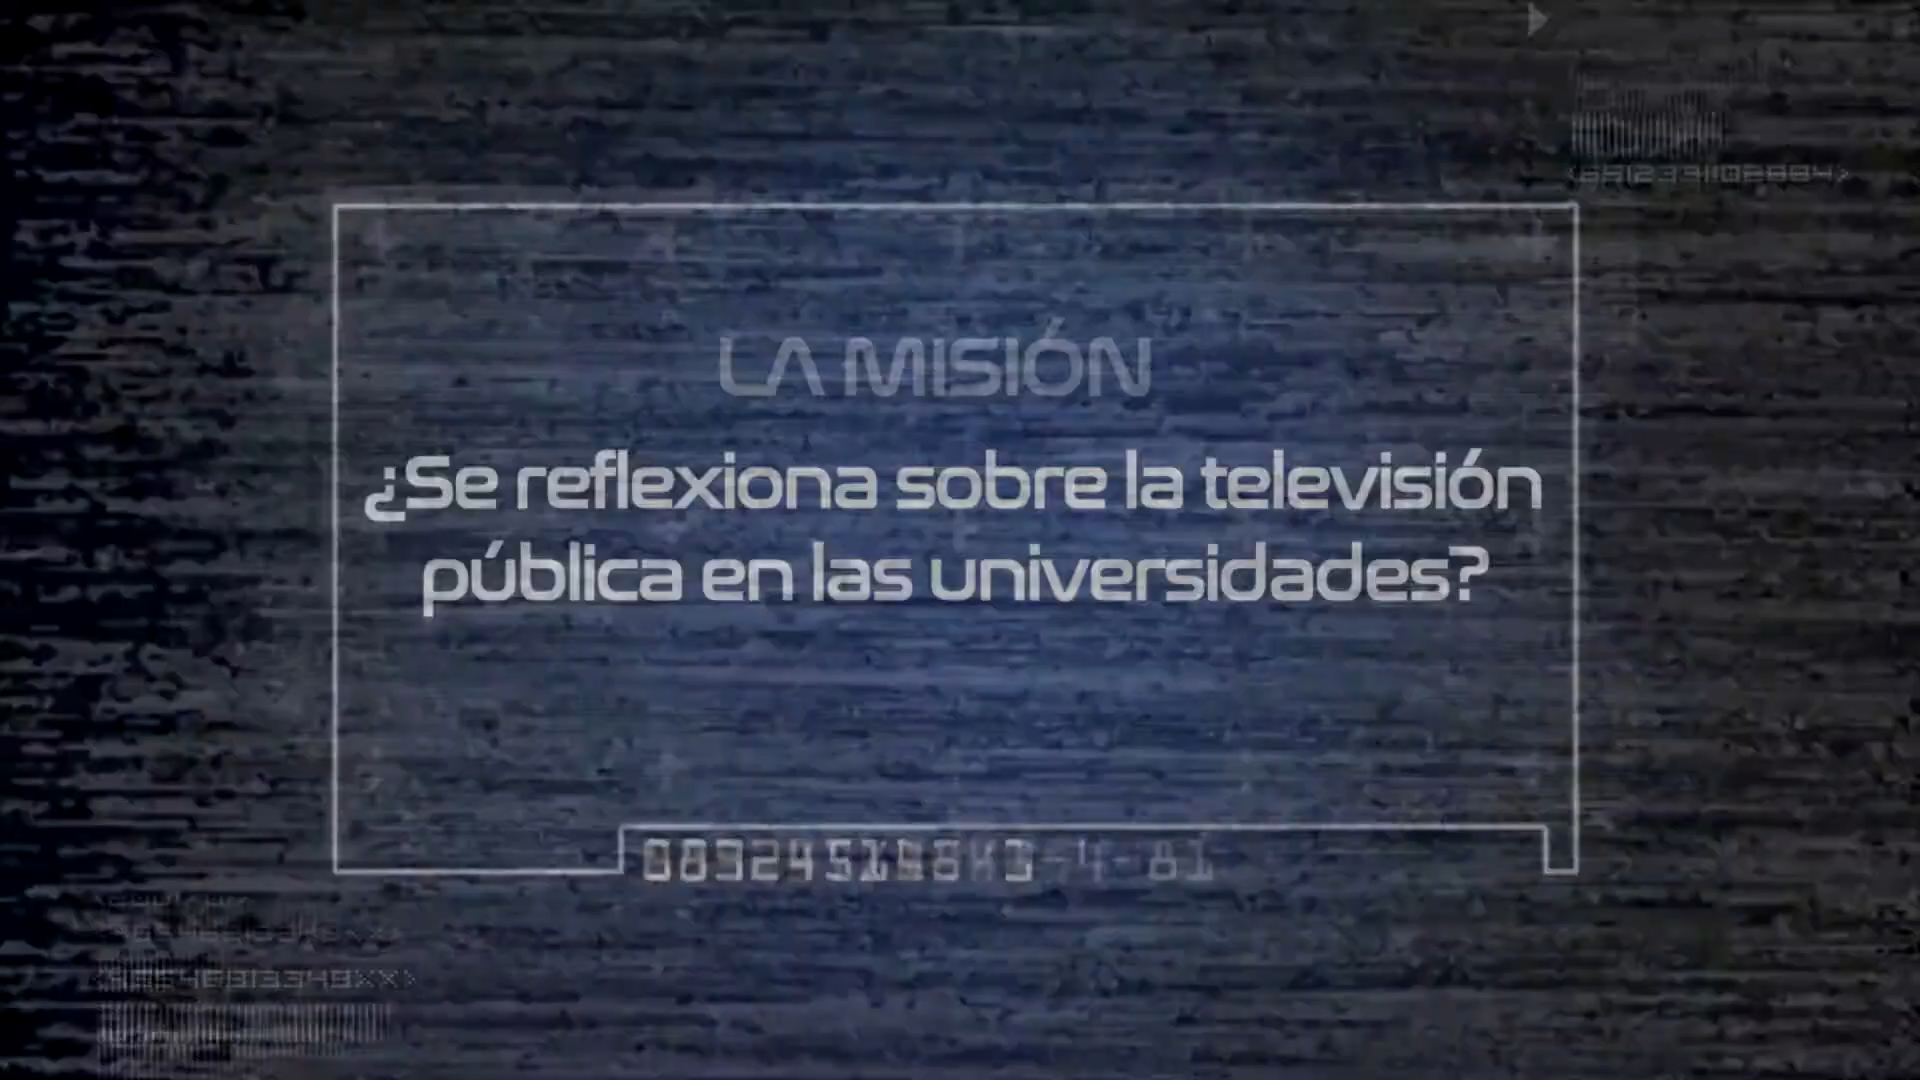 LA MISIÓN
¿Se reflexiona sobre la televisión
pública en las universidades?